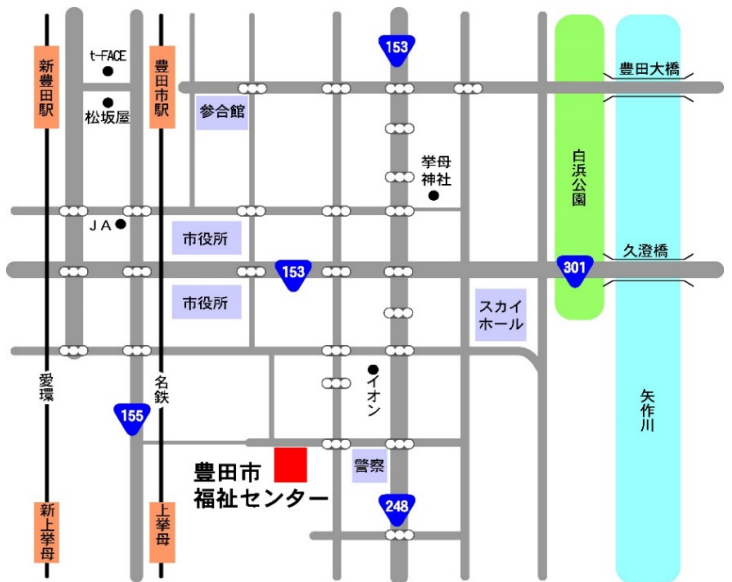 153
t-FACE
新豊田駅
豊田市駅
豊田大橋
松坂屋
参合館
白浜公園
挙母
神社
JA
市役所
久澄橋
153
301
市役所
スカイ
ホール
愛環
名鉄
イオン
矢作川
155
豊田市
福祉センター
警察
新上挙母
上挙母
248